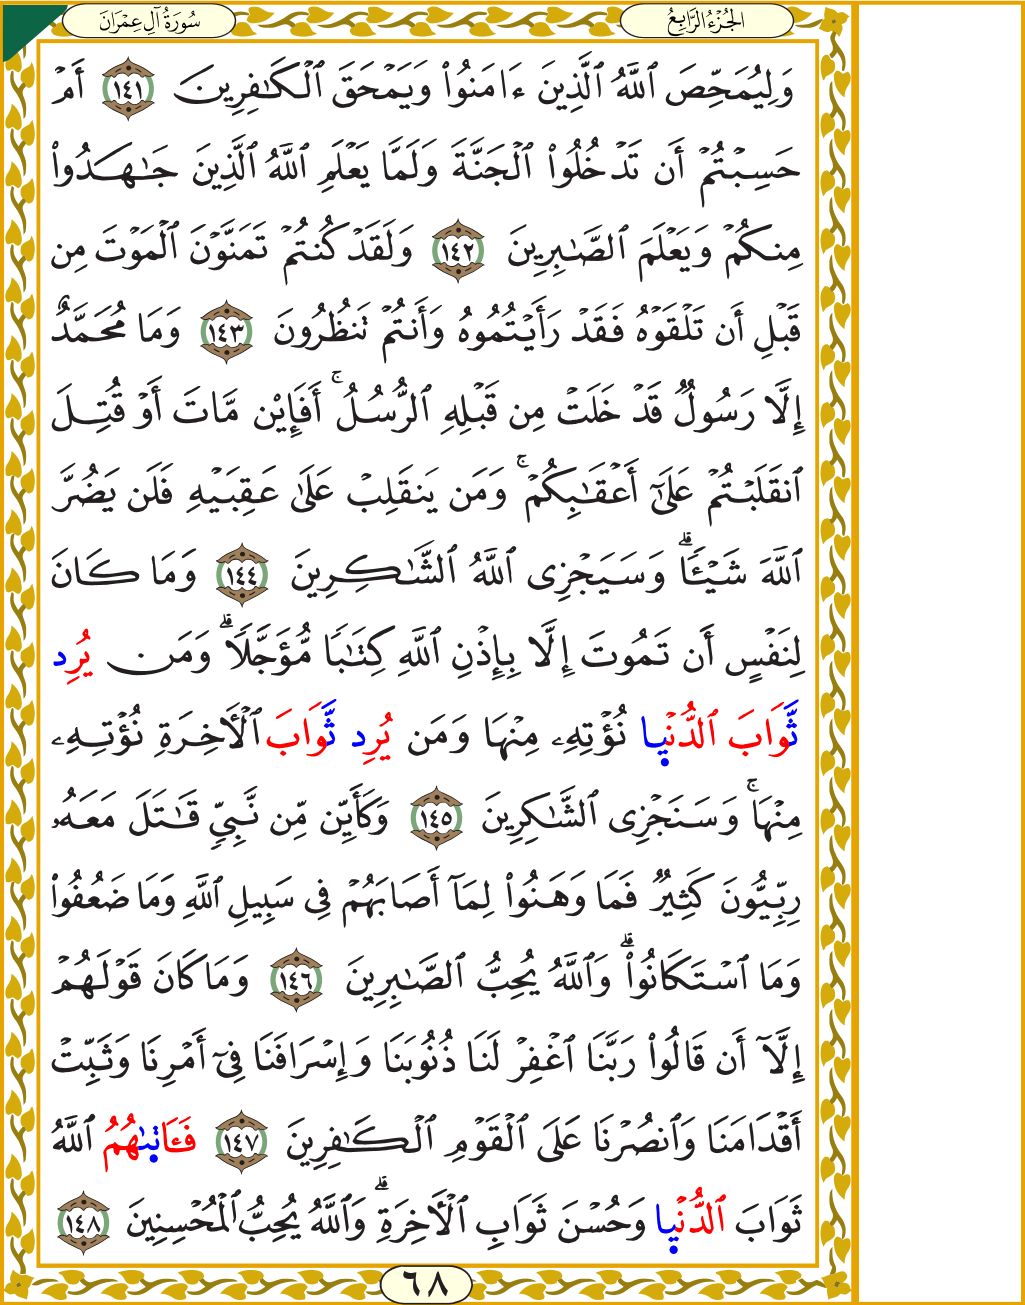 سُورَةُ آلِ عِمْرَانَ
الجُزْءُ الرَّابِعُ
وَلِيُمَحِّصَ ٱللَّهُ ٱلَّذِينَ ءَامَنُوا۟ وَيَمْحَقَ ٱلْكَـٰفِرِينَ ١٤١ أَمْ
حَسِبْتُمْ أَن تَدْخُلُوا۟ ٱلْجَنَّةَ وَلَمَّا يَعْلَمِ ٱللَّهُ ٱلَّذِينَ جَـٰهَدُوا۟
مِنكُمْ وَيَعْلَمَ ٱلصَّـٰبِرِينَ ١٤٢ وَلَقَدْ كُنتُمْ تَمَنَّوْنَ ٱلْمَوْتَ مِن
قَبْلِ أَن تَلْقَوْهُ فَقَدْ رَأَيْتُمُوهُ وَأَنتُمْ تَنظُرُونَ ١٤٣ وَمَا مُحَمَّدٌ
إِلَّا رَسُولٌ قَدْ خَلَتْ مِن قَبْلِهِ ٱلرُّسُلُ ۚ أَفَإِي۟ن مَّاتَ أَوْ قُتِلَ
ٱنقَلَبْتُمْ عَلَىٰٓ أَعْقَـٰبِكُمْ ۚ وَمَن يَنقَلِبْ عَلَىٰ عَقِبَيْهِ فَلَن يَضُرَّ
ٱللَّهَ شَيْـًٔا ۗ وَسَيَجْزِى ٱللَّهُ ٱلشَّـٰكِرِينَ ١٤٤ وَمَا كَانَ
لِنَفْسٍ أَن تَمُوتَ إِلَّا بِإِذْنِ ٱللَّهِ كِتَـٰبًا مُّؤَجَّلًا ۗ وَمَن يُرِد
ثَّوَابَ ٱلدُّنْيَا نُؤْتِهِۦ مِنْهَا وَمَن يُرِد ثَّوَابَ ٱلْـَٔاخِرَةِ نُؤْتِهِۦ
مِنْهَا ۚ وَسَنَجْزِى ٱلشَّـٰكِرِينَ ١٤٥ وَكَأَيِّن مِّن نَّبِىٍّ قَـٰتَلَ مَعَهُۥ
رِبِّيُّونَ كَثِيرٌ فَمَا وَهَنُوا۟ لِمَآ أَصَابَهُمْ فِى سَبِيلِ ٱللَّهِ وَمَا ضَعُفُوا۟
وَمَا ٱسْتَكَانُوا۟ ۗ وَٱللَّهُ يُحِبُّ ٱلصَّـٰبِرِينَ ١٤٦ وَمَا كَانَ قَوْلَهُمْ
إِلَّآ أَن قَالُوا۟ رَبَّنَا ٱغْفِرْ لَنَا ذُنُوبَنَا وَإِسْرَافَنَا فِىٓ أَمْرِنَا وَثَبِّتْ
أَقْدَامَنَا وَٱنصُرْنَا عَلَى ٱلْقَوْمِ ٱلْكَـٰفِرِينَ ١٤٧ فَـَٔاتَىٰهُمُ ٱللَّهُ
ثَوَابَ ٱلدُّنْيَا وَحُسْنَ ثَوَابِ ٱلْـَٔاخِرَةِ ۗ وَٱللَّهُ يُحِبُّ ٱلْمُحْسِنِينَ ١٤٨
٦٨